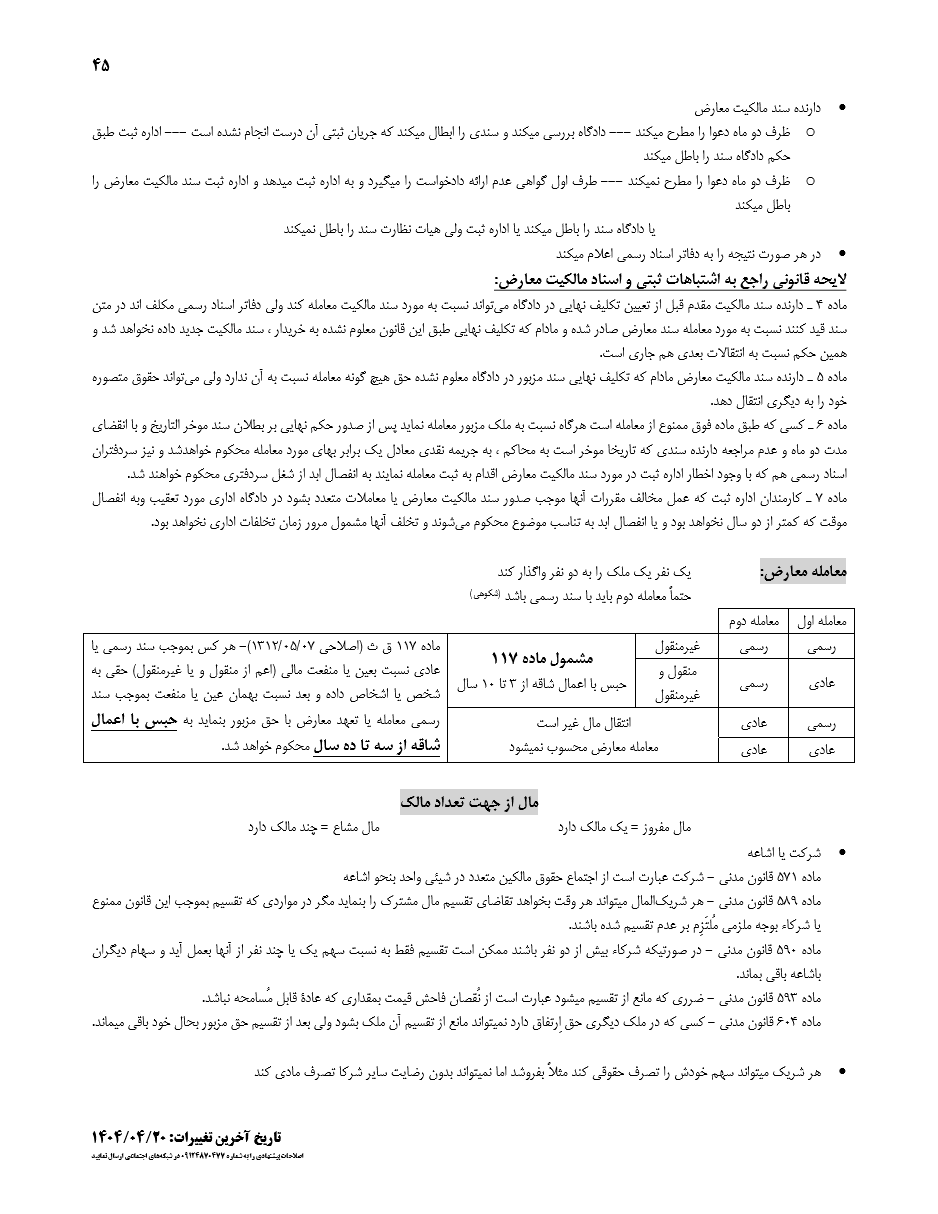 ۴۵
● دارنده سند مالکیت معارض
○ ظرف دو ماه دعوا را مطرح میکند --- دادگاه بررسی میکند و سندی را ابطال میکند که جریان ثبتی آن درست انجام نشده است --- اداره ثبت طبق
حکم دادگاه سند را باطل میکند
○ ظرف دو ماه دعوا را مطرح نمیکند --- طرف اول گواهی عدم ارائه دادخواست را میگیرد و به اداره ثبت میدهد و اداره ثبت سند مالکیت معارض را
باطل میکند
یا دادگاه سند را باطل میکند یا اداره ثبت ولی هیات نظارت سند را باطل نمیکند
● در هر صورت نتیجه را به دفاتر اسناد رسمی اعلام میکند
لایحه قانونی راجع به اشتباهات ثبتی و اسناد مالکیت معارض:
ماده ۴ ـ دارنده سند مالکیت مقدم قبل از تعیین تکلیف نهایی در دادگاه می‌تواند نسبت به مورد سند مالکیت معامله کند ولی دفاتر اسناد رسمی مکلف اند در متن
سند قید کنند نسبت به مورد معامله سند معارض صادر شده و مادام که تکلیف نهایی طبق این قانون معلوم نشده به خریدار ، سند مالکیت جدید داده نخواهد شد و
همین حکم نسبت به انتقالات بعدی هم جاری است.
ماده ۵ ـ دارنده سند مالکیت معارض مادام که تکلیف نهایی سند مزبور در دادگاه معلوم نشده حق هیچ گونه معامله نسبت به آن ندارد ولی می‌تواند حقوق متصوره
خود را به دیگری انتقال دهد.
ماده ۶ ـ کسی که طبق ماده فوق ممنوع از معامله است هرگاه نسبت به ملک مزبور معامله نماید پس از صدور حکم نهایی بر بطلان سند موخر التاریخ و با انقضای
مدت دو ماه و عدم مراجعه دارنده سندی که تاریخا موخر است به محاکم ، به جریمه نقدی معادل یک برابر بهای مورد معامله محکوم خواهدشد و نیز سردفتران
اسناد رسمی هم که با وجود اخطار اداره ثبت در مورد سند مالکیت معارض اقدام به ثبت معامله نمایند به انفصال ابد از شغل سردفتری محکوم خواهند شد.
ماده ۷ ـ کارمندان اداره ثبت که عمل مخالف مقررات آنها موجب صدور سند مالکیت معارض یا معاملات متعدد بشود در دادگاه اداری مورد تعقیب وبه انفصال
موقت که کمتر از دو سال نخواهد بود و یا انفصال ابد به تناسب موضوع محکوم می‌شوند و تخلف آنها مشمول مرور زمان تخلفات اداری نخواهد بود.
معامله معارض: یک نفر یک ملک را به دو نفر واگذار کند
حتماً معامله دوم باید با سند رسمی باشد (شکوهی)
معامله اول معامله دوم
رسمی رسمی غیرمنقول
عادی رسمی منقول و
غیرمنقول
مشمول ماده ۱۱۷
حبس با اعمال شاقه از ۳ تا ۱۰ سال
رسمی عادی انتقال مال غیر است
عادی عادی معامله معارض محسوب نمیشود
ماده ۱۱۷ ق ث (اصلاحی ۱۳۱۲/۰۵/۰۷)- هر کس بموجب سند رسمی یا
عادی نسبت بعین یا منفعت مالی (اعم از منقول و یا غیرمنقول) حقی به
شخص یا اشخاص داده و بعد نسبت بهمان عین یا منفعت بموجب سند
رسمی معامله یا تعهد معارض با حق مزبور بنماید به حبس با اعمال
شاقه از سه تا ده سال محکوم خواهد شد.
مال از جهت تعداد مالک
مال مفروز = یک مالک دارد مال مشاع = چند مالک دارد
● شرکت یا اشاعه
ماده ۵۷۱ قانون مدنی - شرکت عبارت است از اجتماع حقوق مالکین متعدد در شیئی واحد بنحو اشاعه
ماده ۵۸۹ قانون مدنی - هر شریک‌المال میتواند هر وقت بخواهد تقاضای تقسیم مال مشترک را بنماید مگر در مواردی که تقسیم بموجب این قانون ممنوع
یا شرکاء بوجه ملزمی مُلتَزِم بر عدم تقسیم شده باشند.
ماده ۵۹۰ قانون مدنی - در صورتیکه شرکاء بیش از دو نفر باشند ممکن است تقسیم فقط به نسبت سهم یک یا چند نفر از آنها بعمل آید و سهام دیگران
باشاعه باقی بماند.
ماده ۵۹۳ قانون مدنی - ضرری که مانع از تقسیم میشود عبارت است از نُقصان فاحش قیمت بمقداری که عادةً قابل مُسامحه نباشد.
ماده ۶۰۴ قانون مدنی - کسی که در ملک دیگری حق اِرتفاق دارد نمیتواند مانع از تقسیم آن ملک بشود ولی بعد از تقسیم حق مزبور بحال خود باقی میماند.
● هر شریک میتواند سهم خودش را تصرف حقوقی کند مثلاً بفروشد اما نمیتواند بدون رضایت سایر شرکا تصرف مادی کند
تاریخ آخرین تغییرات: ۱۴۰۴/۰۴/۲۰
اصلاحات پیشنهادی را به شماره ۰۹۱۲۴۸۷۰۴۷۷ در شبکه‌های اجتماعی ارسال نمایید